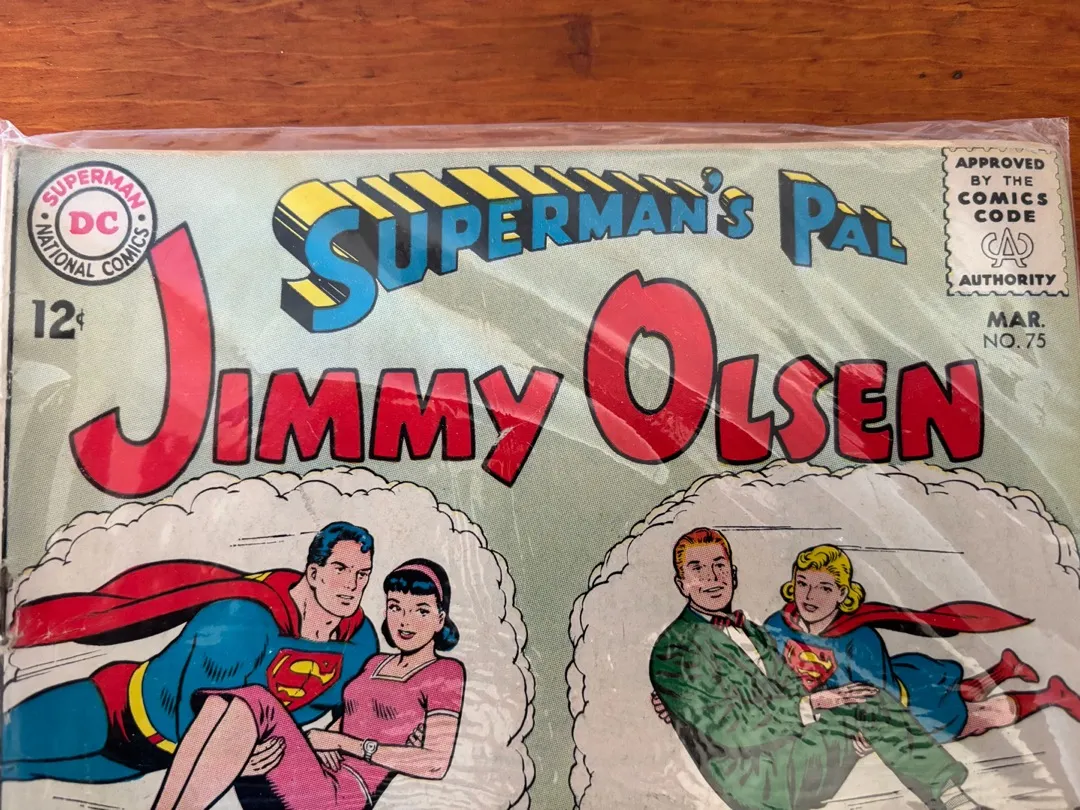 SUPERMAN
DC
NATIONAL COMICS
12¢
SUPERMAN'S PAL
JIMMY OLSEN
APPROVED
BY THE
COMICS
CODE
CA
AUTHORITY
MAR.
NO. 75
S
S